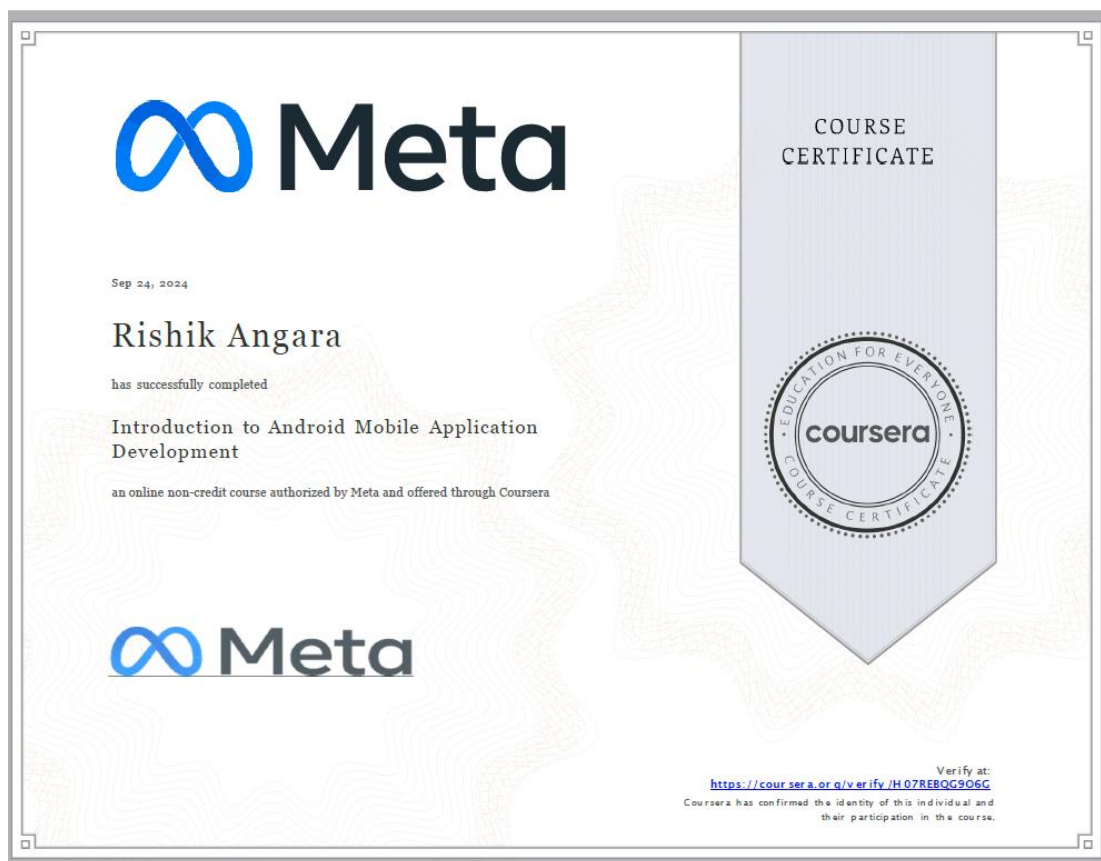 Meta
COURSE
CERTIFICATE
Sep 24, 2024
Rishik Angara
has successfully completed
Introduction to Android Mobile Application
Development
an online non-credit course authorized by Meta and offered through Coursera
EDUCATION FOR EVERYONE
coursera
COURSE CERTIFICATE
Meta
Verify at:
https://coursera.org/verify/H07REBQG9O6G
Coursera has confirmed the identity of this individual and
their participation in the course.